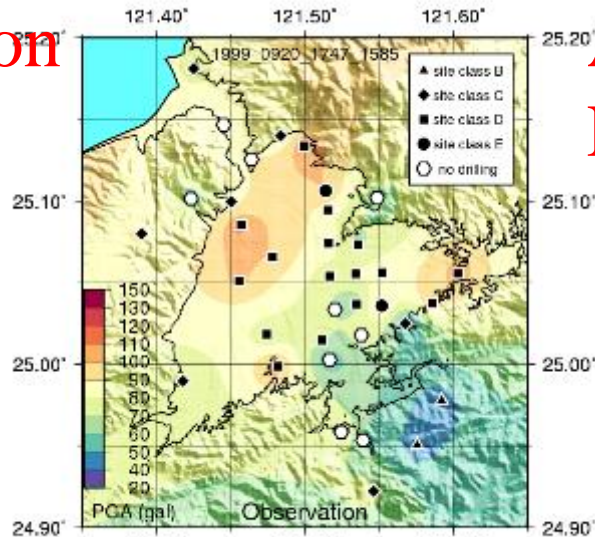 121.40° 121.50° 121.60°
on
25.20° 25.20°
1999_0920_1747_1585
site class B
site class C
site class D
site class E
no drilling
25.10° 25.10°
150
130
120
110
100
90
80
70
60
50
40
20
25.00° 25.00°
PGA (gal) Observation
24.90° 24.90°